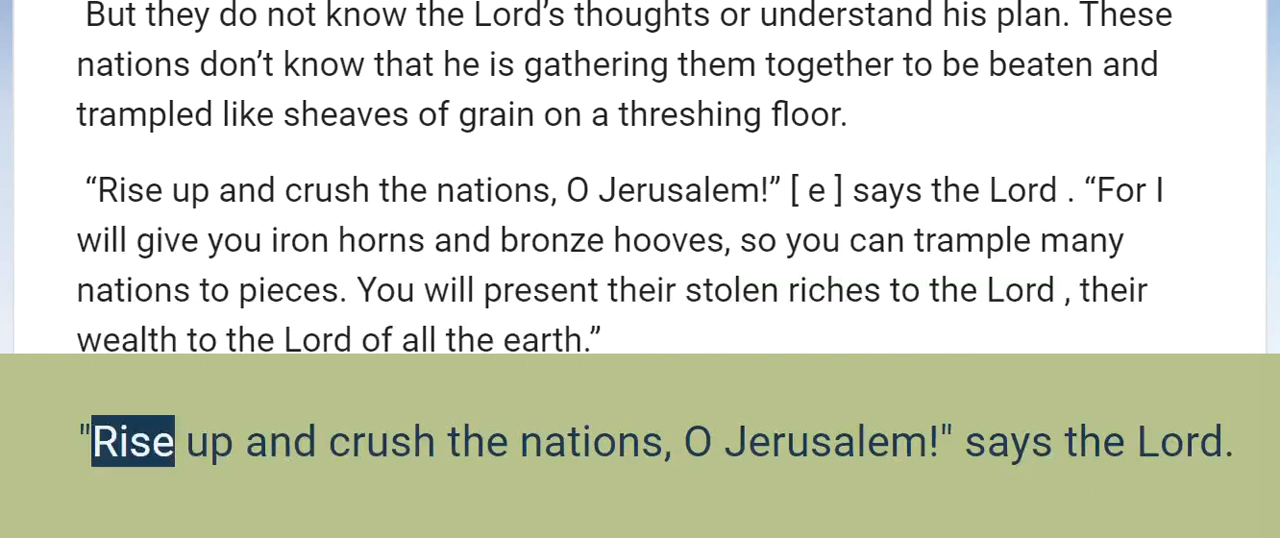 But they do not know the Lord’s thoughts or understand his plan. These
nations don’t know that he is gathering them together to be beaten and
trampled like sheaves of grain on a threshing floor.
“Rise up and crush the nations, O Jerusalem!” [ e ] says the Lord . “For I
will give you iron horns and bronze hooves, so you can trample many
nations to pieces. You will present their stolen riches to the Lord , their
wealth to the Lord of all the earth.”
"Rise up and crush the nations, O Jerusalem!" says the Lord.